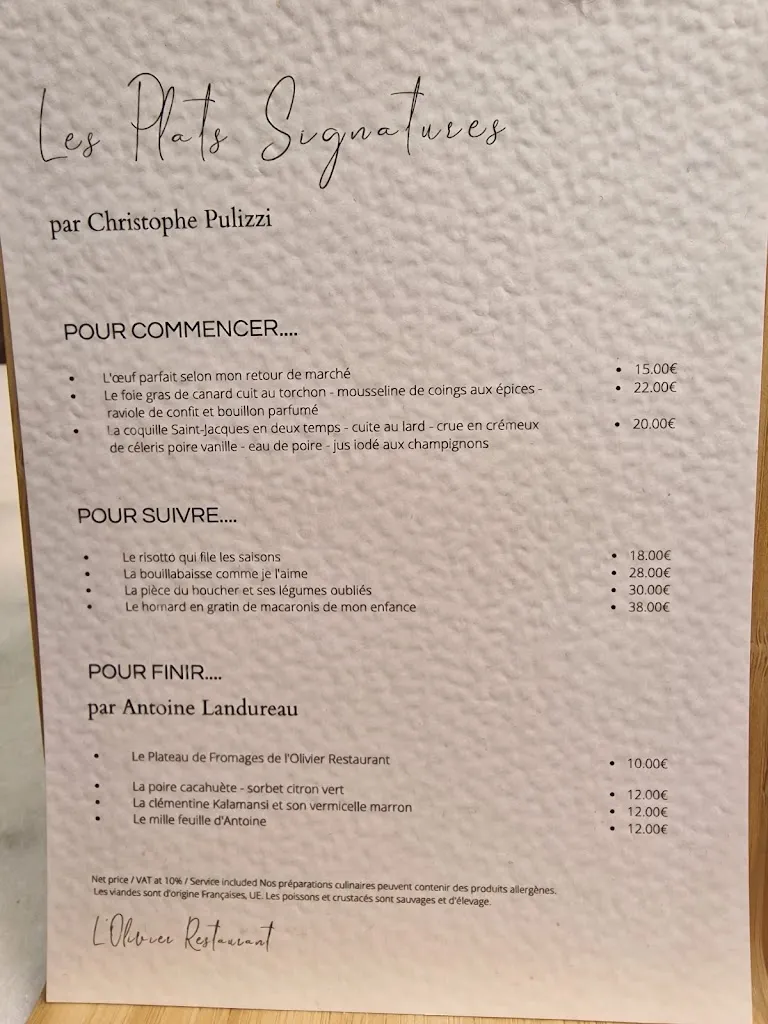 Les Plats Signatures
par Christophe Pulizzi
POUR COMMENCER....
• L'œuf parfait selon mon retour de marché • 15.00€
• Le foie gras de canard cuit au torchon - mousseline de coings aux épices - • 22.00€
raviole de confit et bouillon parfumé
• La coquille Saint-Jacques en deux temps - cuite au lard - crue en crémeux • 20.00€
de céleris poire vanille - eau de poire - jus iodé aux champignons
POUR SUIVRE....
• Le risotto qui file les saisons • 18.00€
• La bouillabaisse comme je l'aime • 28.00€
• La pièce du boucher et ses légumes oubliés • 30.00€
• Le homard en gratin de macaronis de mon enfance • 38.00€
POUR FINIR....
par Antoine Landureau
• Le Plateau de Fromages de l'Olivier Restaurant • 10.00€
• La poire cacahuète - sorbet citron vert • 12.00€
• La clémentine Kalamansi et son vermicelle marron • 12.00€
• Le mille feuille d'Antoine • 12.00€
Net price / VAT at 10% / Service included Nos préparations culinaires peuvent contenir des produits allergènes.
Les viandes sont d'origine Françaises, UE. Les poissons et crustacés sont sauvages et d'élevage.
L'Olivier Restaurant